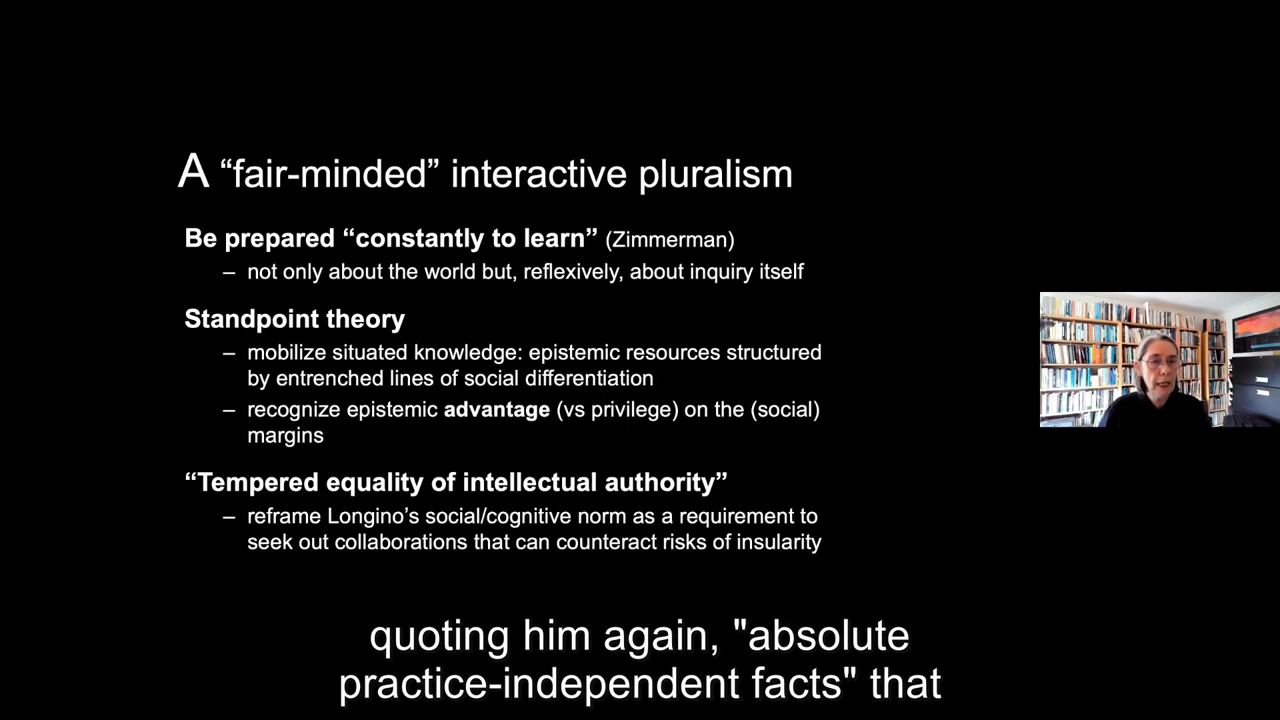 A “fair-minded” interactive pluralism
Be prepared “constantly to learn” (Zimmerman)
– not only about the world but, reflexively, about inquiry itself
Standpoint theory
– mobilize situated knowledge: epistemic resources structured
by entrenched lines of social differentiation
– recognize epistemic advantage (vs privilege) on the (social)
margins
“Tempered equality of intellectual authority”
– reframe Longino’s social/cognitive norm as a requirement to
seek out collaborations that can counteract risks of insularity
quoting him again, "absolute
practice-independent facts" that